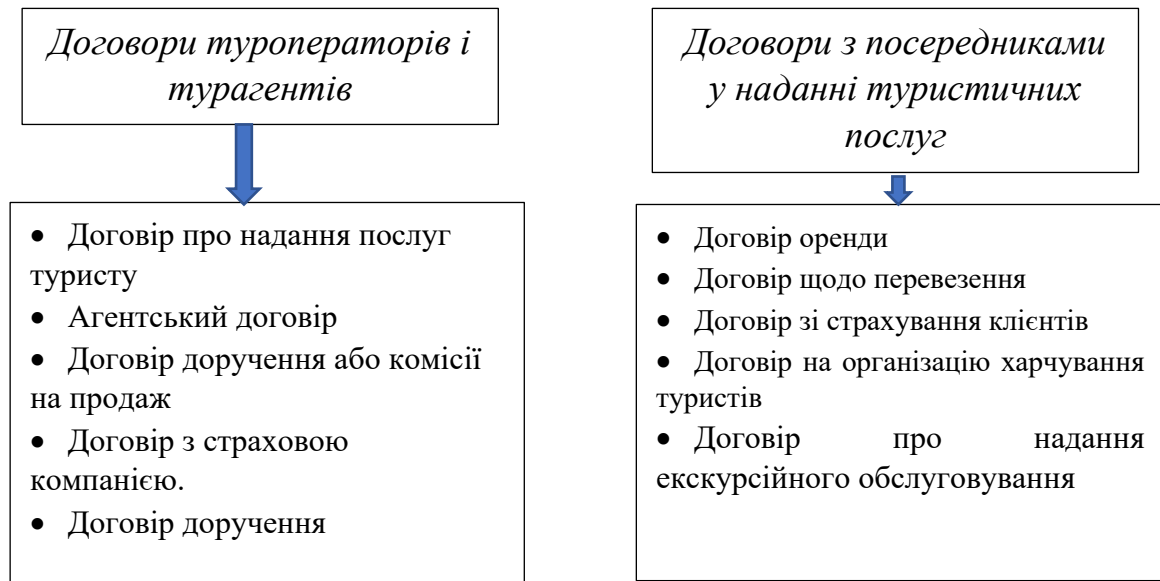 Договори туроператорів і
турагентів
• Договір про надання послуг
туристу
• Агентський договір
• Договір доручення або комісії
на продаж
• Договір з страховою
компанією.
• Договір доручення
Договори з посередниками
у наданні туристичних
послуг
• Договір оренди
• Договір щодо перевезення
• Договір зі страхування клієнтів
• Договір на організацію харчування
туристів
• Договір про надання
екскурсійного обслуговування